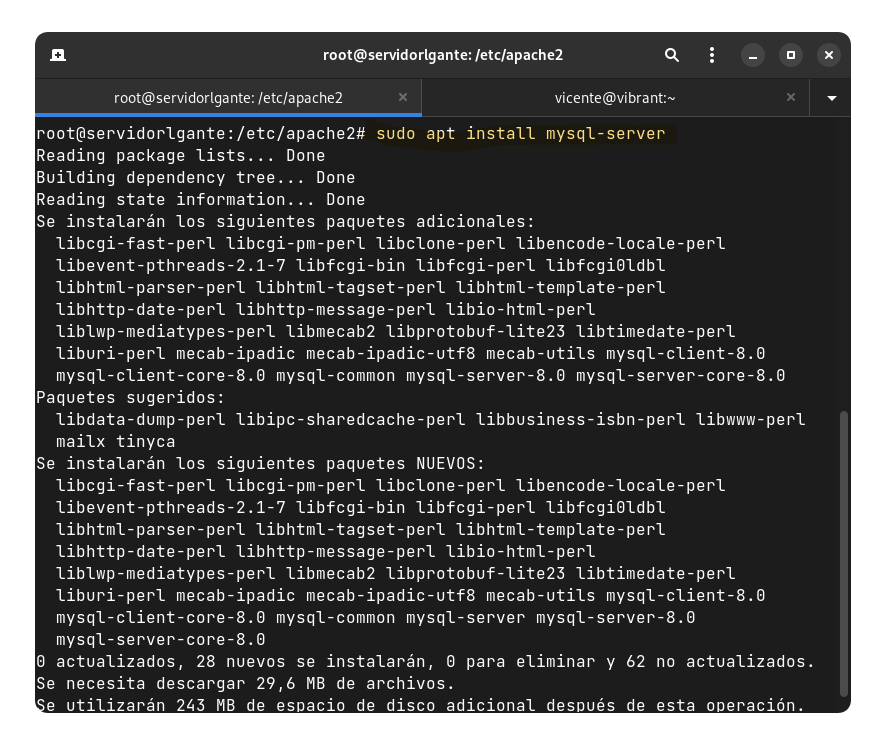 root@servidorlgante: /etc/apache2
root@servidorlgante: /etc/apache2
vicente@vibrant:~
root@servidorlgante:/etc/apache2# sudo apt install mysql-server
Reading package lists... Done
Building dependency tree... Done
Reading state information... Done
Se instalarán los siguientes paquetes adicionales:
  libcgi-fast-perl libcgi-pm-perl libclone-perl libencode-locale-perl
  libevent-pthreads-2.1-7 libfcgi-bin libfcgi-perl libfcgi0ldbl
  libhtml-parser-perl libhtml-tagset-perl libhtml-template-perl
  libhttp-date-perl libhttp-message-perl libio-html-perl
  liblwp-mediatypes-perl libmecab2 libprotobuf-lite23 libtimedate-perl
  liburi-perl mecab-ipadic mecab-ipadic-utf8 mecab-utils mysql-client-8.0
  mysql-client-core-8.0 mysql-common mysql-server-8.0 mysql-server-core-8.0
Paquetes sugeridos:
  libdata-dump-perl libipc-sharedcache-perl libbusiness-isbn-perl libwww-perl
  mailx tinyca
Se instalarán los siguientes paquetes NUEVOS:
  libcgi-fast-perl libcgi-pm-perl libclone-perl libencode-locale-perl
  libevent-pthreads-2.1-7 libfcgi-bin libfcgi-perl libfcgi0ldbl
  libhtml-parser-perl libhtml-tagset-perl libhtml-template-perl
  libhttp-date-perl libhttp-message-perl libio-html-perl
  liblwp-mediatypes-perl libmecab2 libprotobuf-lite23 libtimedate-perl
  liburi-perl mecab-ipadic mecab-ipadic-utf8 mecab-utils mysql-client-8.0
  mysql-client-core-8.0 mysql-common mysql-server mysql-server-8.0
  mysql-server-core-8.0
0 actualizados, 28 nuevos se instalarán, 0 para eliminar y 62 no actualizados.
Se necesita descargar 29,6 MB de archivos.
Se utilizarán 243 MB de espacio de disco adicional después de esta operación.